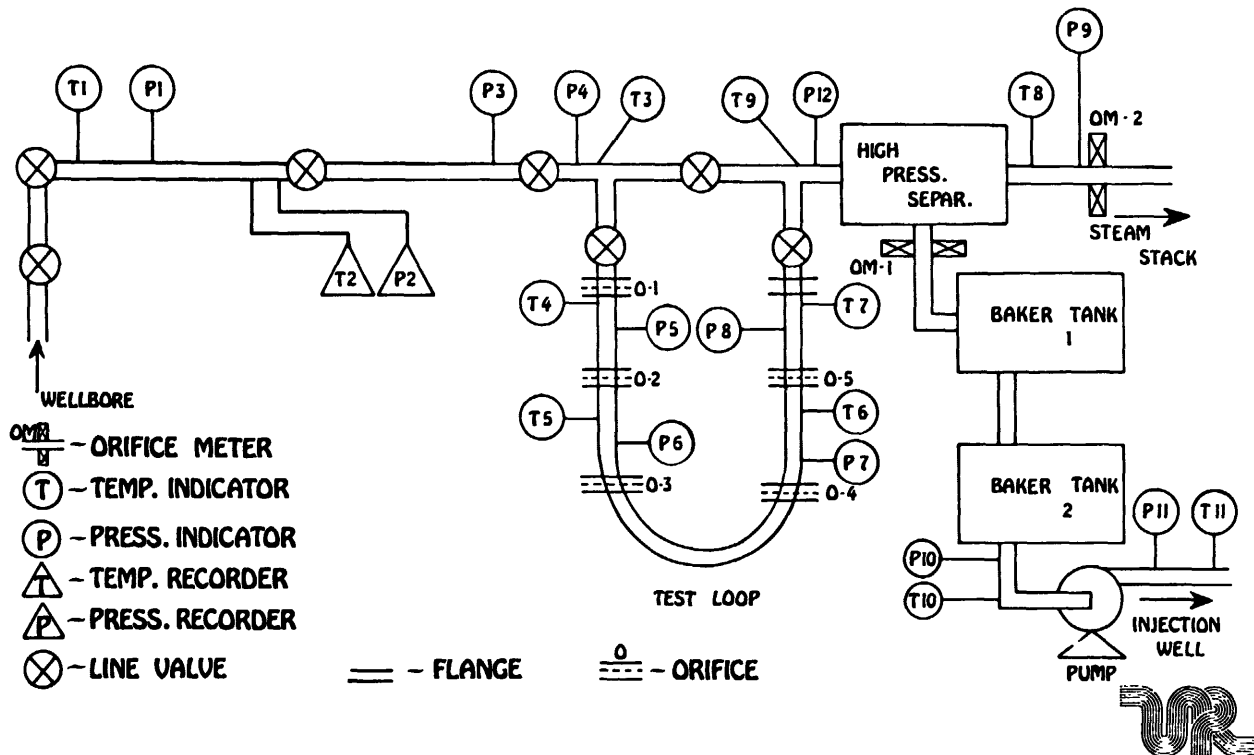 P9
T1
P1
P3
P4
T3
T9
P12
T8
OM-2
HIGH
PRESS.
SEPAR.
STEAM
STACK
OM-1
T2
P2
O-1
T4
P5
P8
T7
BAKER TANK
1
WELLBORE
O-2
O-5
T5
P6
T6
P7
O-3
O-4
BAKER TANK
2
P10
T10
P11
T11
INJECTION
WELL
PUMP
TEST LOOP
OM
~ ORIFICE METER
T ~ TEMP. INDICATOR
P ~ PRESS. INDICATOR
T ~ TEMP. RECORDER
P ~ PRESS. RECORDER
~ LINE VALVE
~ FLANGE
O
~ ORIFICE